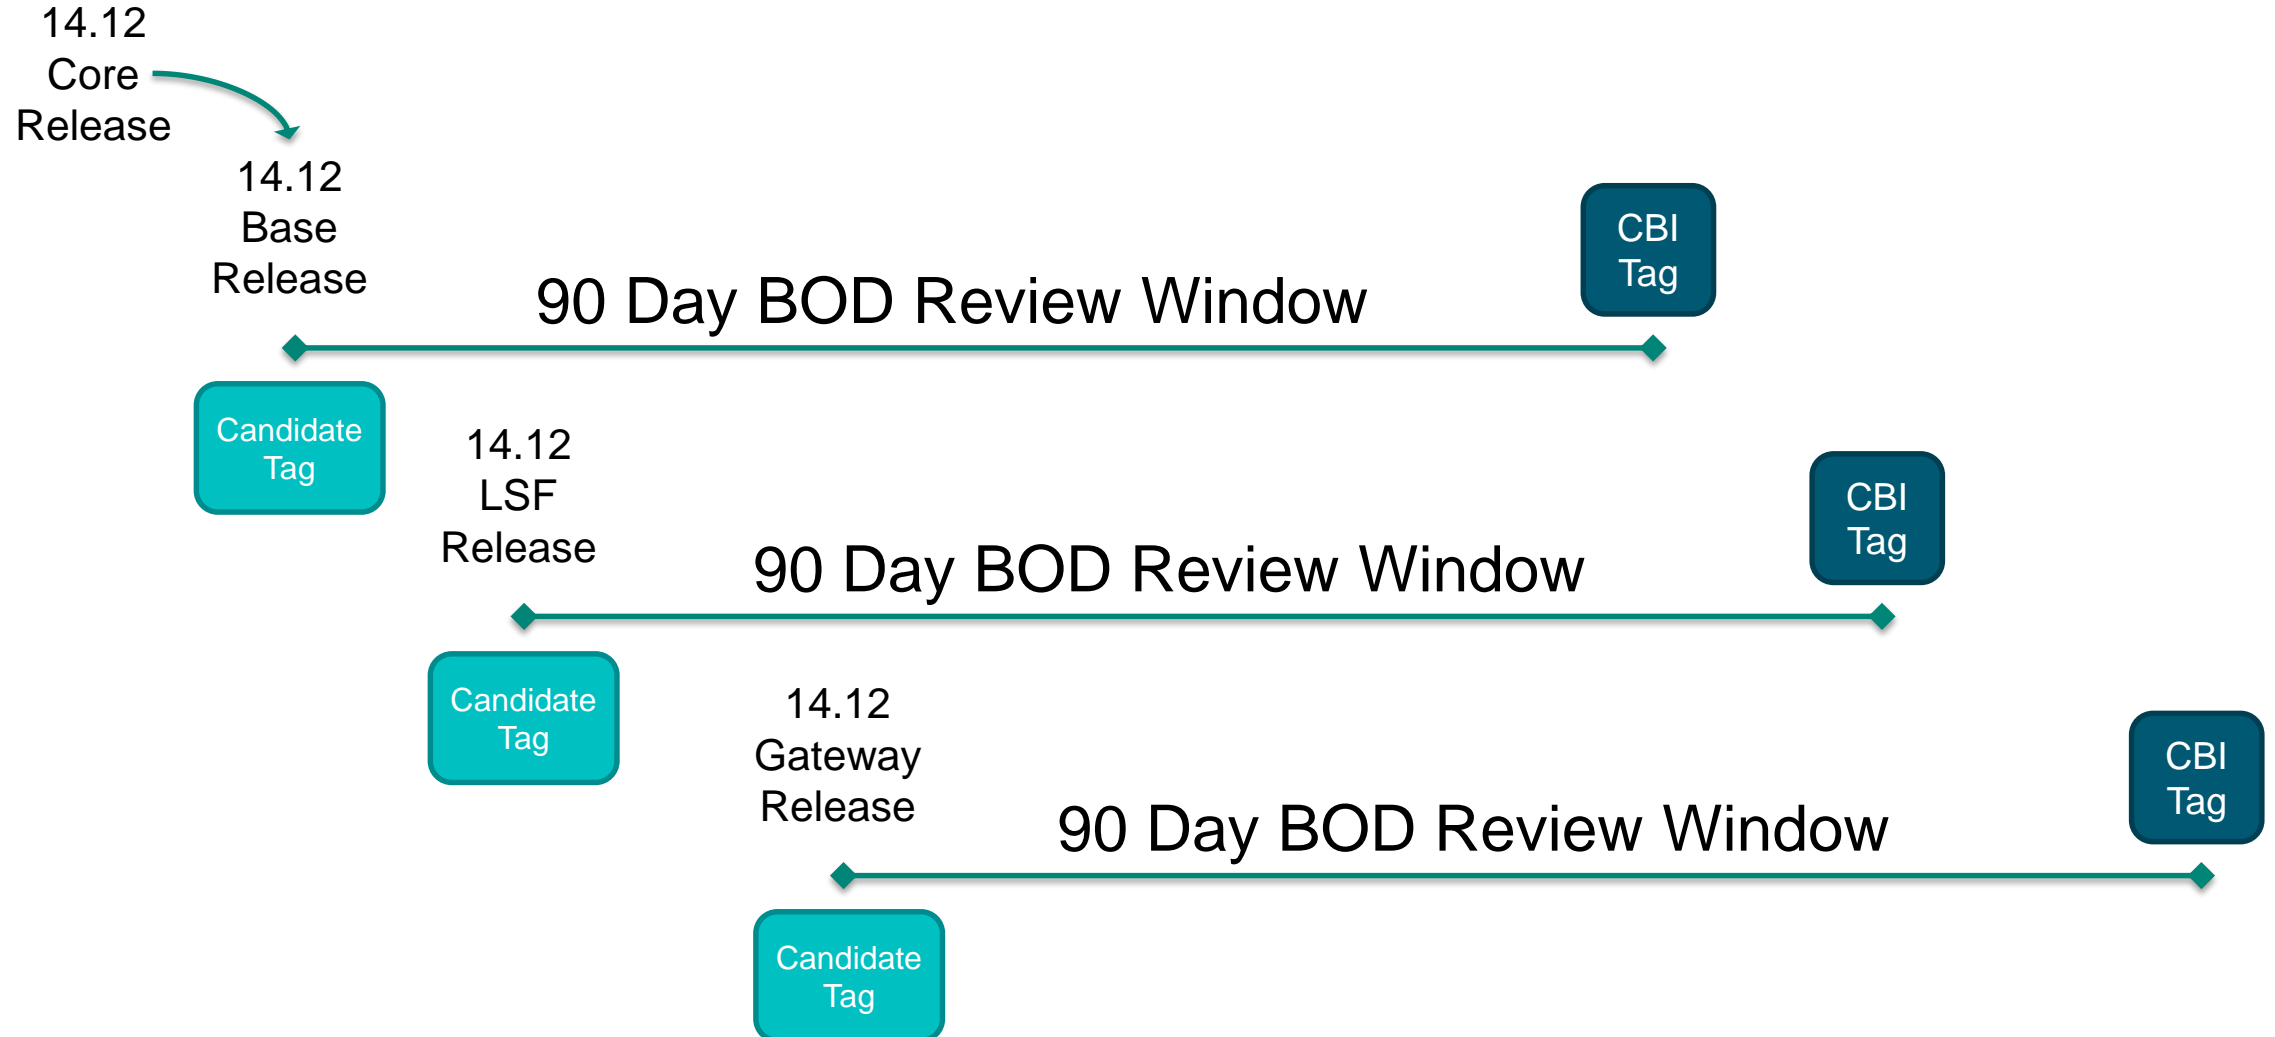 14.12
Core
Release
14.12
Base
Release
90 Day BOD Review Window
CBI
Tag
Candidate
Tag
14.12
LSF
Release
90 Day BOD Review Window
CBI
Tag
Candidate
Tag
14.12
Gateway
Release
90 Day BOD Review Window
CBI
Tag
Candidate
Tag